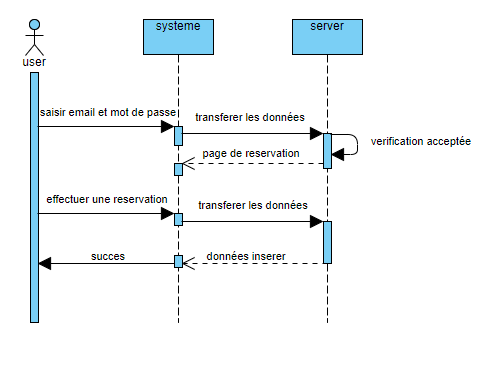 systeme
server
user
saisir email et mot de passe
transferer les données
verification acceptée
page de reservation
effectuer une reservation
transferer les données
succes
données inserer